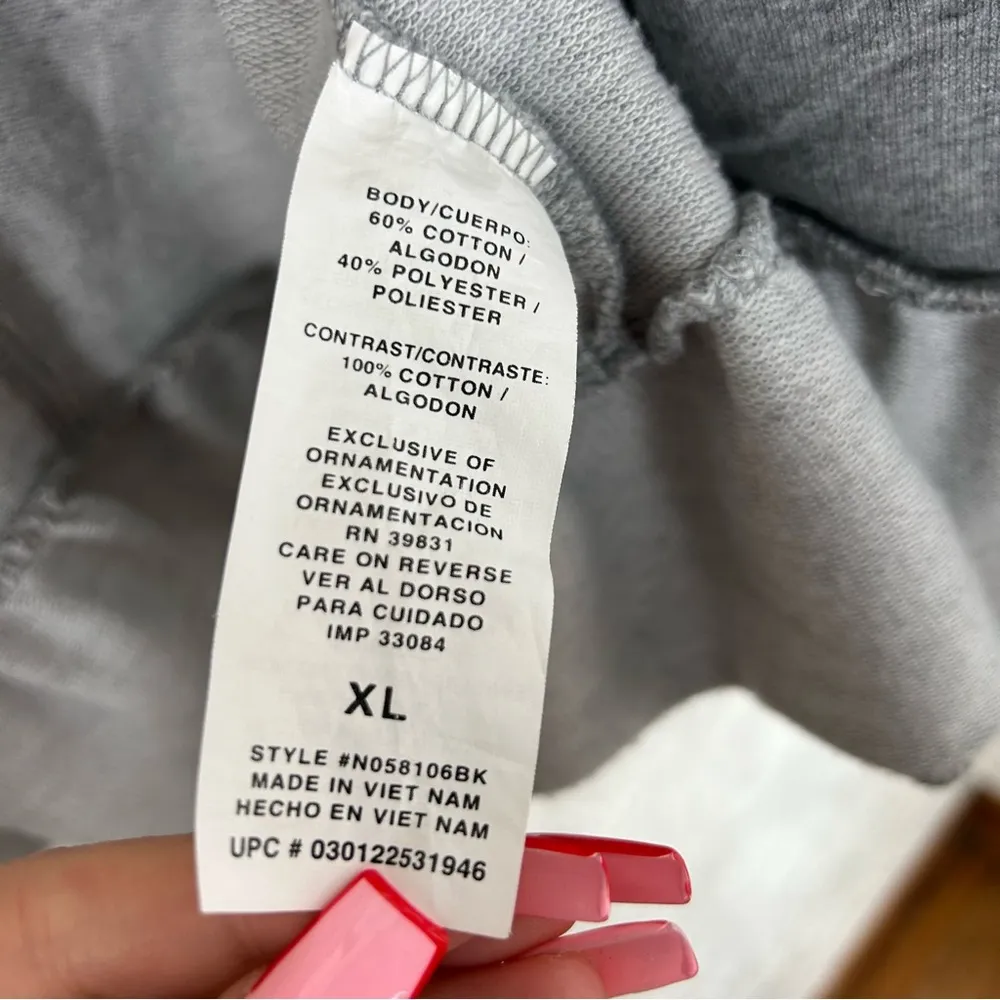 BODY/CUERPO:
60% COTTON /
ALGODON
40% POLYESTER /
POLIESTER
CONTRAST/CONTRASTE:
100% COTTON /
ALGODON
EXCLUSIVE OF
ORNAMENTATION
EXCLUSIVO DE
ORNAMENTACION
RN 39831
CARE ON REVERSE
VER AL DORSO
PARA CUIDADO
IMP 33084
XL
STYLE #N058106BK
MADE IN VIET NAM
HECHO EN VIET NAM
UPC # 030122531946